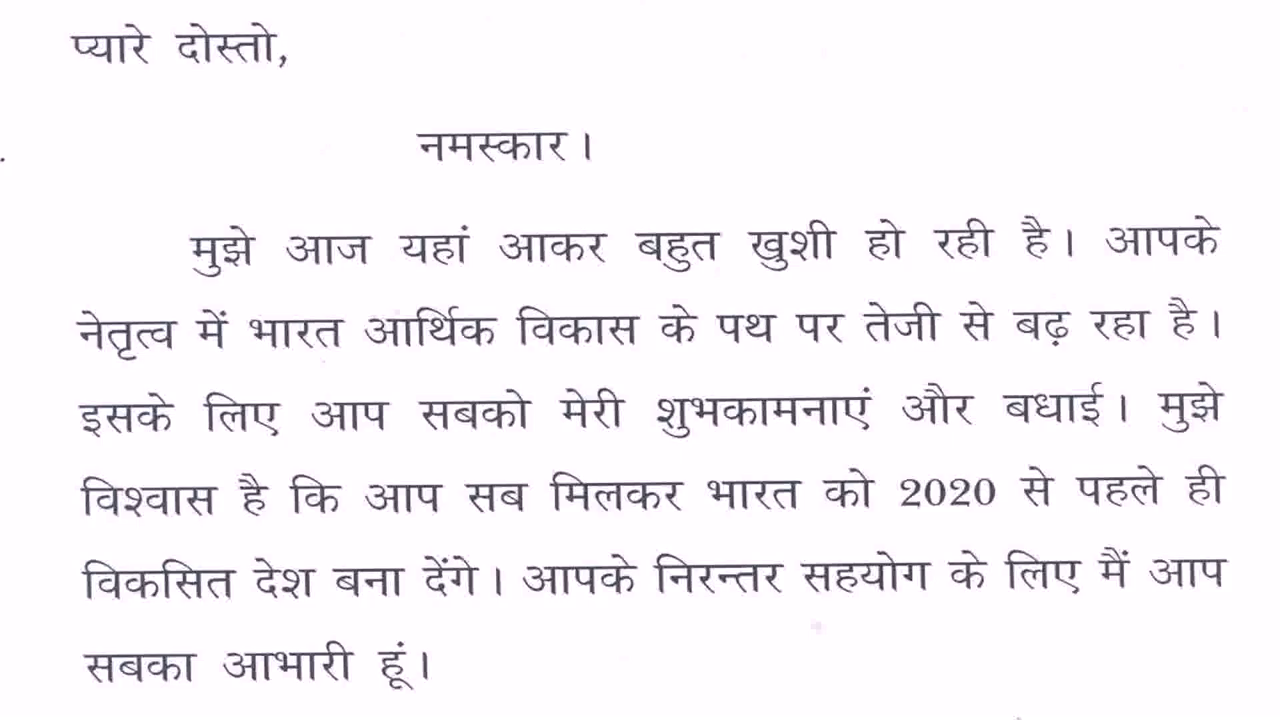 प्यारे दोस्तो,
नमस्कार।
मुझे आज यहां आकर बहुत खुशी हो रही है। आपके
नेतृत्व में भारत आर्थिक विकास के पथ पर तेजी से बढ़ रहा है।
इसके लिए आप सबको मेरी शुभकामनाएं और बधाई। मुझे
विश्वास है कि आप सब मिलकर भारत को 2020 से पहले ही
विकसित देश बना देंगे। आपके निरन्तर सहयोग के लिए मैं आप
सबका आभारी हूं।